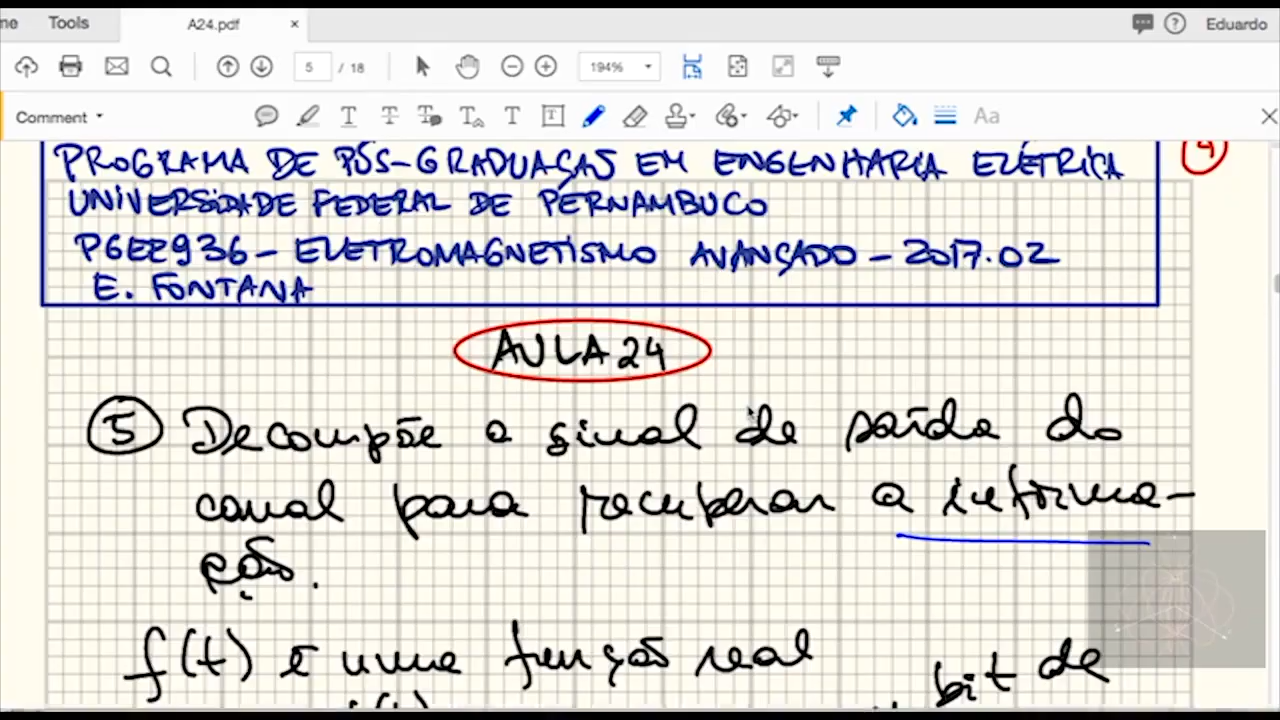 me Tools A24.pdf × Eduardo
5 / 18 194%
Comment Aa
PROGRAMA DE PÓS-GRADUAÇÃO EM ENGENHARIA ELÉTRICA 4
UNIVERSIDADE FEDERAL DE PERNAMBUCO
PGEE936 - ELETROMAGNETISMO AVANÇADO - 2017.02
E. FONTANA
AULA 24
5 Decompõe o sinal de saída do
canal para recuperar a informa-
ção.
f(t) é uma função real
bit de